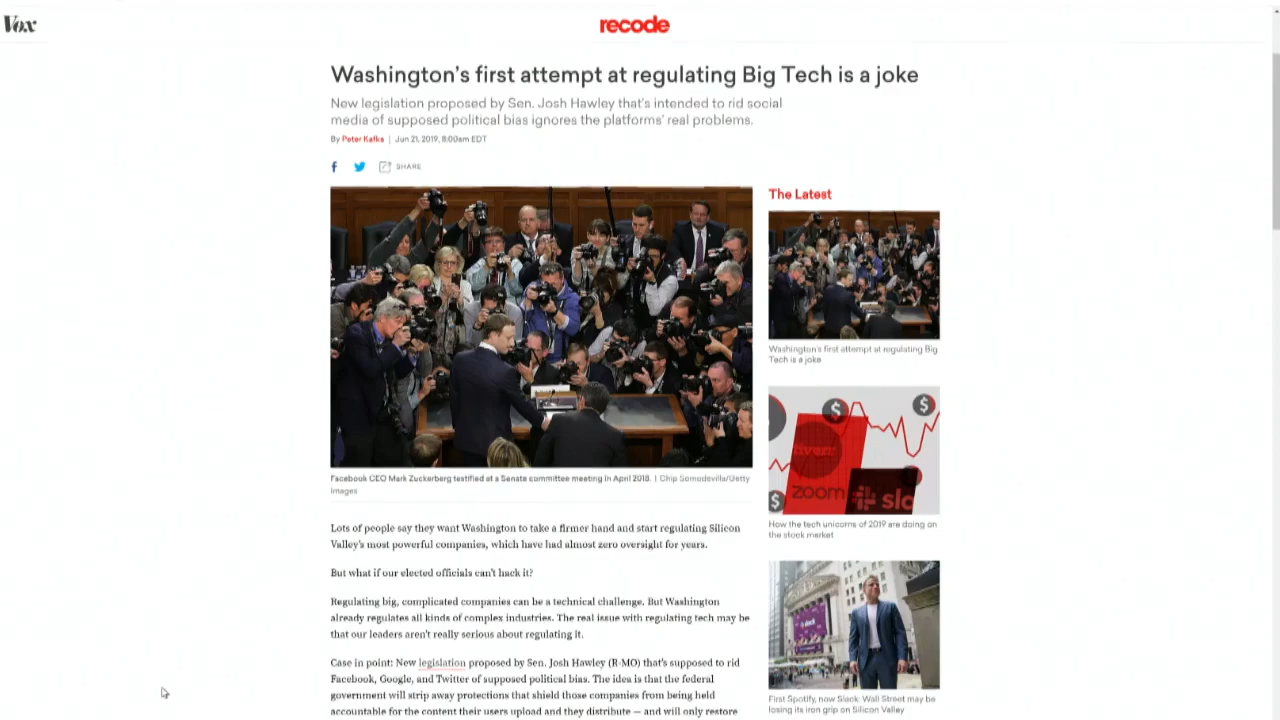 Vox
recode
Washington's first attempt at regulating Big Tech is a joke
New legislation proposed by Sen. Josh Hawley that's intended to rid social
media of supposed political bias ignores the platforms' real problems.
By Peter Kafka | Jun 21, 2019, 8:00am EDT
SHARE
Facebook CEO Mark Zuckerberg testified at a Senate committee meeting in April 2018. | Chip Somodevilla/Getty
Images
Lots of people say they want Washington to take a firmer hand and start regulating Silicon
Valley's most powerful companies, which have had almost zero oversight for years.
But what if our elected officials can't hack it?
Regulating big, complicated companies can be a technical challenge. But Washington
already regulates all kinds of complex industries. The real issue with regulating tech may be
that our leaders aren't really serious about regulating it.
Case in point: New legislation proposed by Sen. Josh Hawley (R-MO) that's supposed to rid
Facebook, Google, and Twitter of supposed political bias. The idea is that the federal
government will strip away protections that shield those companies from being held
accountable for the content their users upload and they distribute — and will only restore
The Latest
Washington's first attempt at regulating Big
Tech is a joke
$
$
$
zoom
slc
How the tech unicorns of 2019 are doing on
the stock market
slack
First Spotify, now Slack: Wall Street may be
losing its iron grip on Silicon Valley